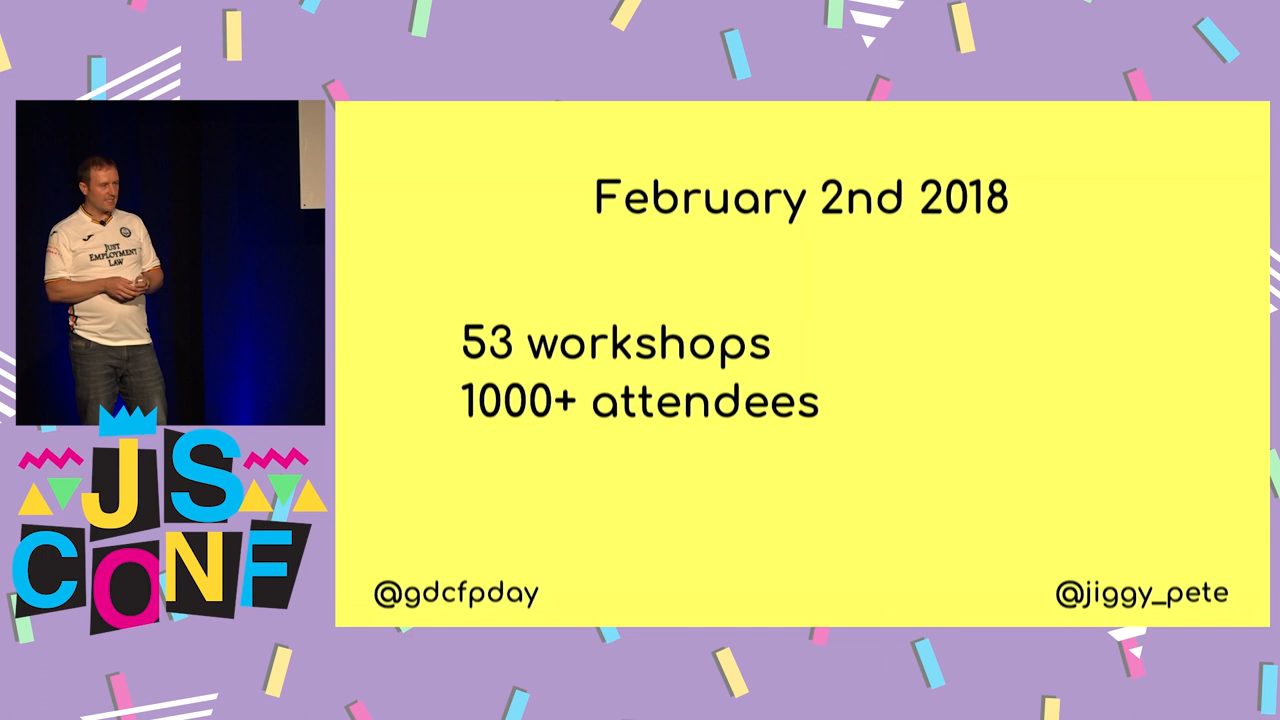 February 2nd 2018
53 workshops
1000+ attendees
@gdcfpday
@jiggy_pete
JUST
EMPLOYMENT
LAW
JS
CONF